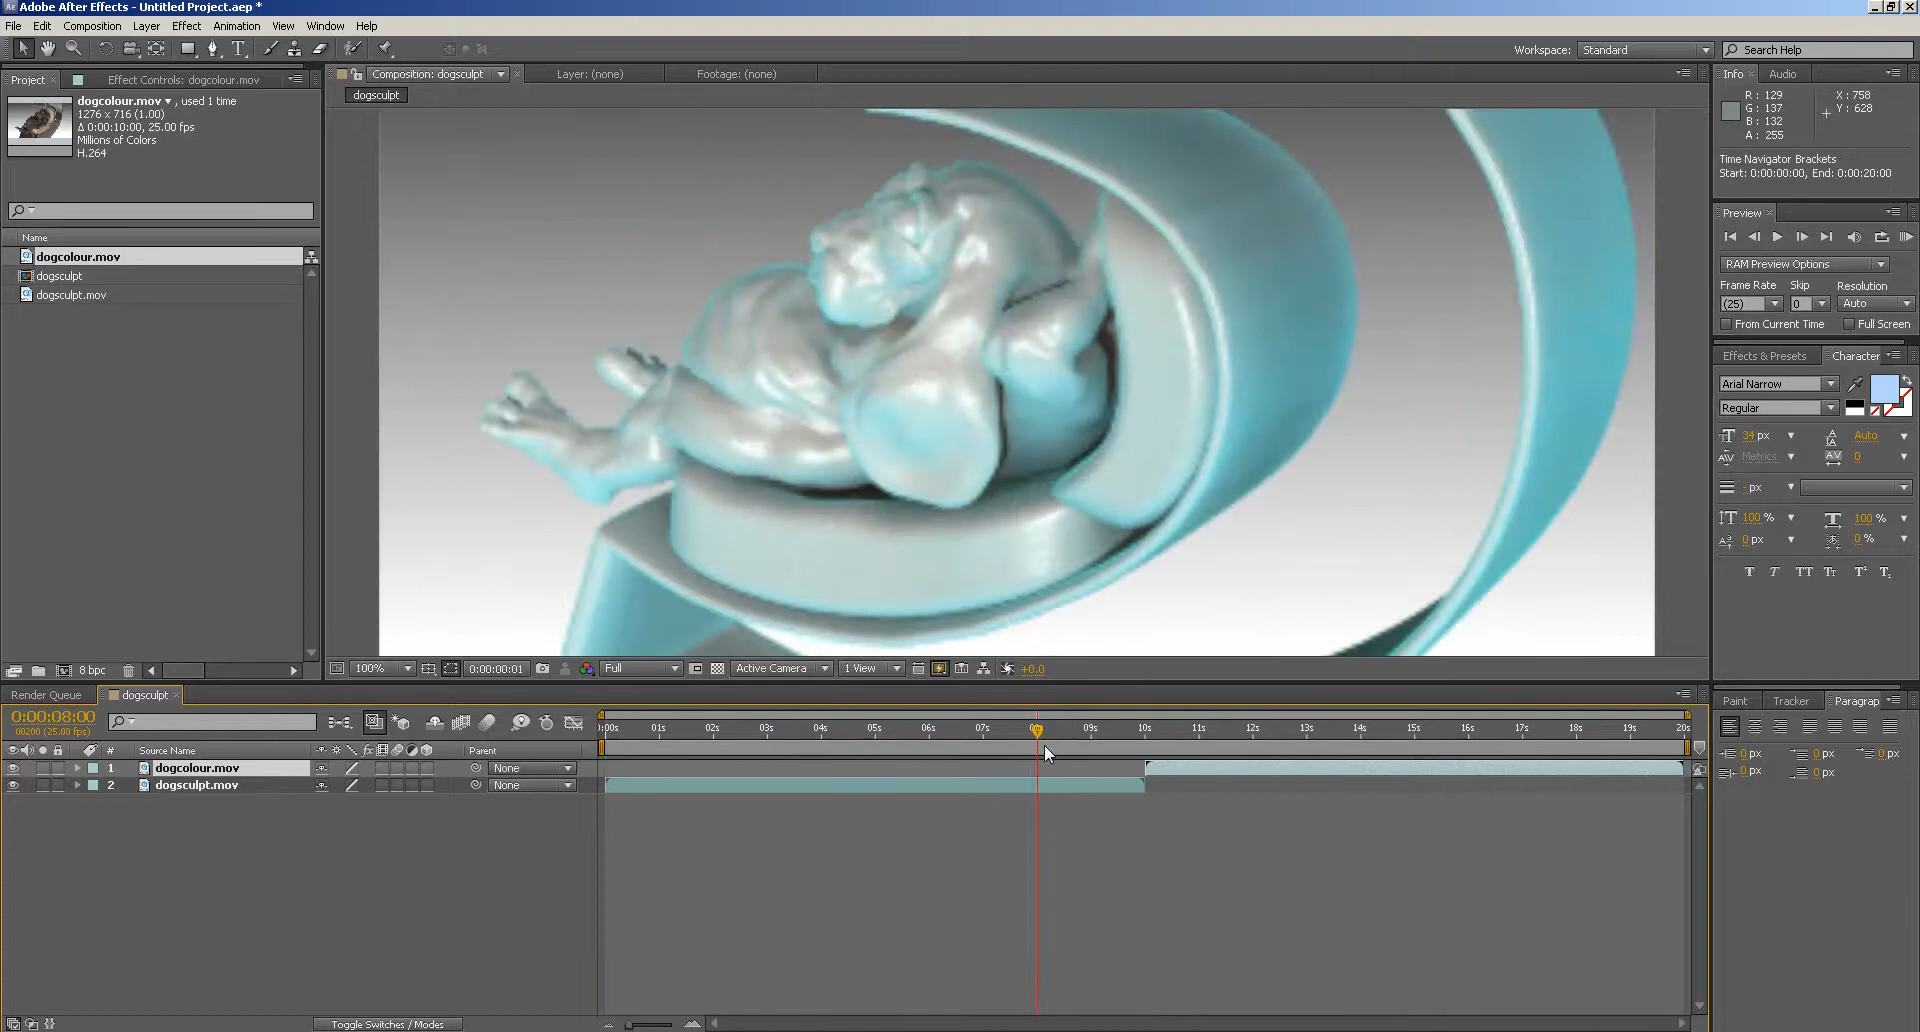 Adobe After Effects - Untitled Project.aep *
File Edit Composition Layer Effect Animation View Window Help
Workspace: Standard Search Help
Project Effect Controls: dogcolour.mov
Composition: dogsculpt Layer: (none) Footage: (none)
Info Audio
dogsculpt
dogcolour.mov, used 1 time
1276 x 716 (1.00)
Δ 0:00:10:00, 25.00 fps
Millions of Colors
H.264
R: 129 X: 758
G: 137 Y: 628
B: 132
A: 255
Time Navigator Brackets
Start: 0:00:00:00, End: 0:00:20:00
Preview
RAM Preview Options
Frame Rate Skip Resolution
(25) 0 Auto
From Current Time Full Screen
Name
dogcolour.mov
dogsculpt
dogsculpt.mov
Effects & Presets Character
Arial Narrow
Regular
34 px Auto
Metrics 0
- px
100 % 100 %
0 px 0 %
T T TT Tt T¹ T₁
8 bpc
100% 0:00:00:01 Full Active Camera 1 View +0.0
Render Queue dogsculpt
Paint Tracker Paragrap
0:00:08:00
00200 (25.00 fps)
):00s 01s 02s 03s 04s 05s 06s 07s 09s 10s 11s 12s 13s 14s 15s 16s 17s 18s 19s 20s
# Source Name Parent
1 dogcolour.mov None
2 dogsculpt.mov None
0 px 0 px 0 px
0 px 0 px
Toggle Switches / Modes